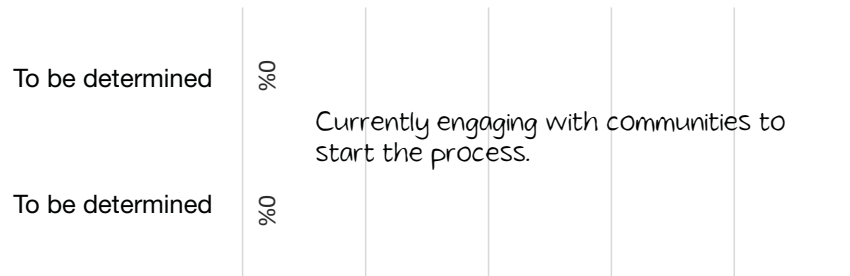 To be determined
0%
Currently engaging with communities to
start the process.
To be determined
0%